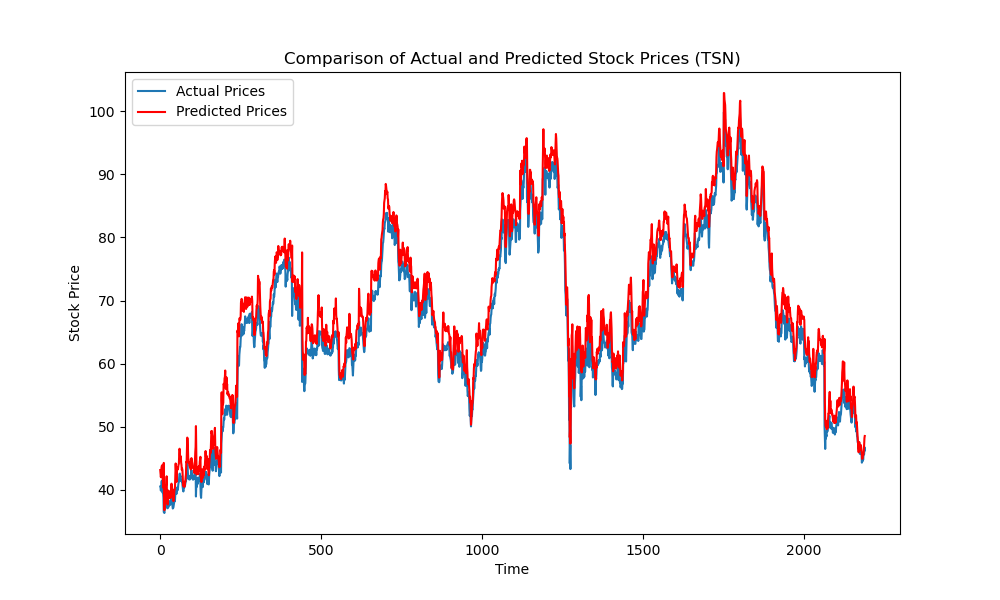 Comparison of Actual and Predicted Stock Prices (TSN)
Actual Prices
Predicted Prices
Stock Price
100
90
80
70
60
50
40
0
500
1000
1500
2000
Time